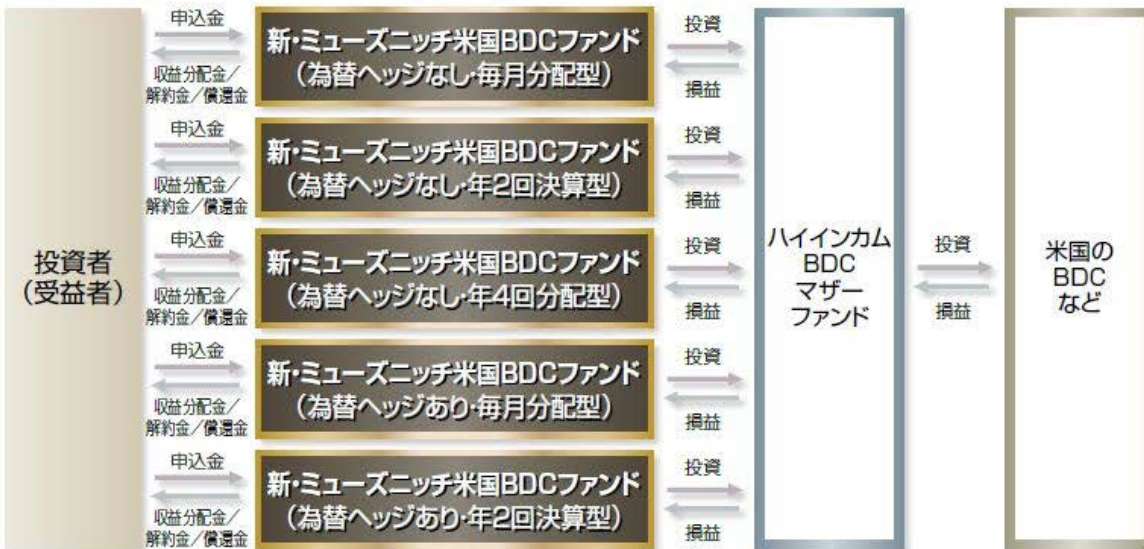 投資者
（受益者）
申込金
収益分配金／
解約金／償還金
新・ミューズニッチ米国BDCファンド
（為替ヘッジなし・毎月分配型）
投資
損益
申込金
収益分配金／
解約金／償還金
新・ミューズニッチ米国BDCファンド
（為替ヘッジなし・年2回決算型）
投資
損益
申込金
収益分配金／
解約金／償還金
新・ミューズニッチ米国BDCファンド
（為替ヘッジなし・年4回分配型）
投資
損益
申込金
収益分配金／
解約金／償還金
新・ミューズニッチ米国BDCファンド
（為替ヘッジあり・毎月分配型）
投資
損益
申込金
収益分配金／
解約金／償還金
新・ミューズニッチ米国BDCファンド
（為替ヘッジあり・年2回決算型）
投資
損益
ハイインカム
BDC
マザー
ファンド
投資
損益
米国の
BDC
など